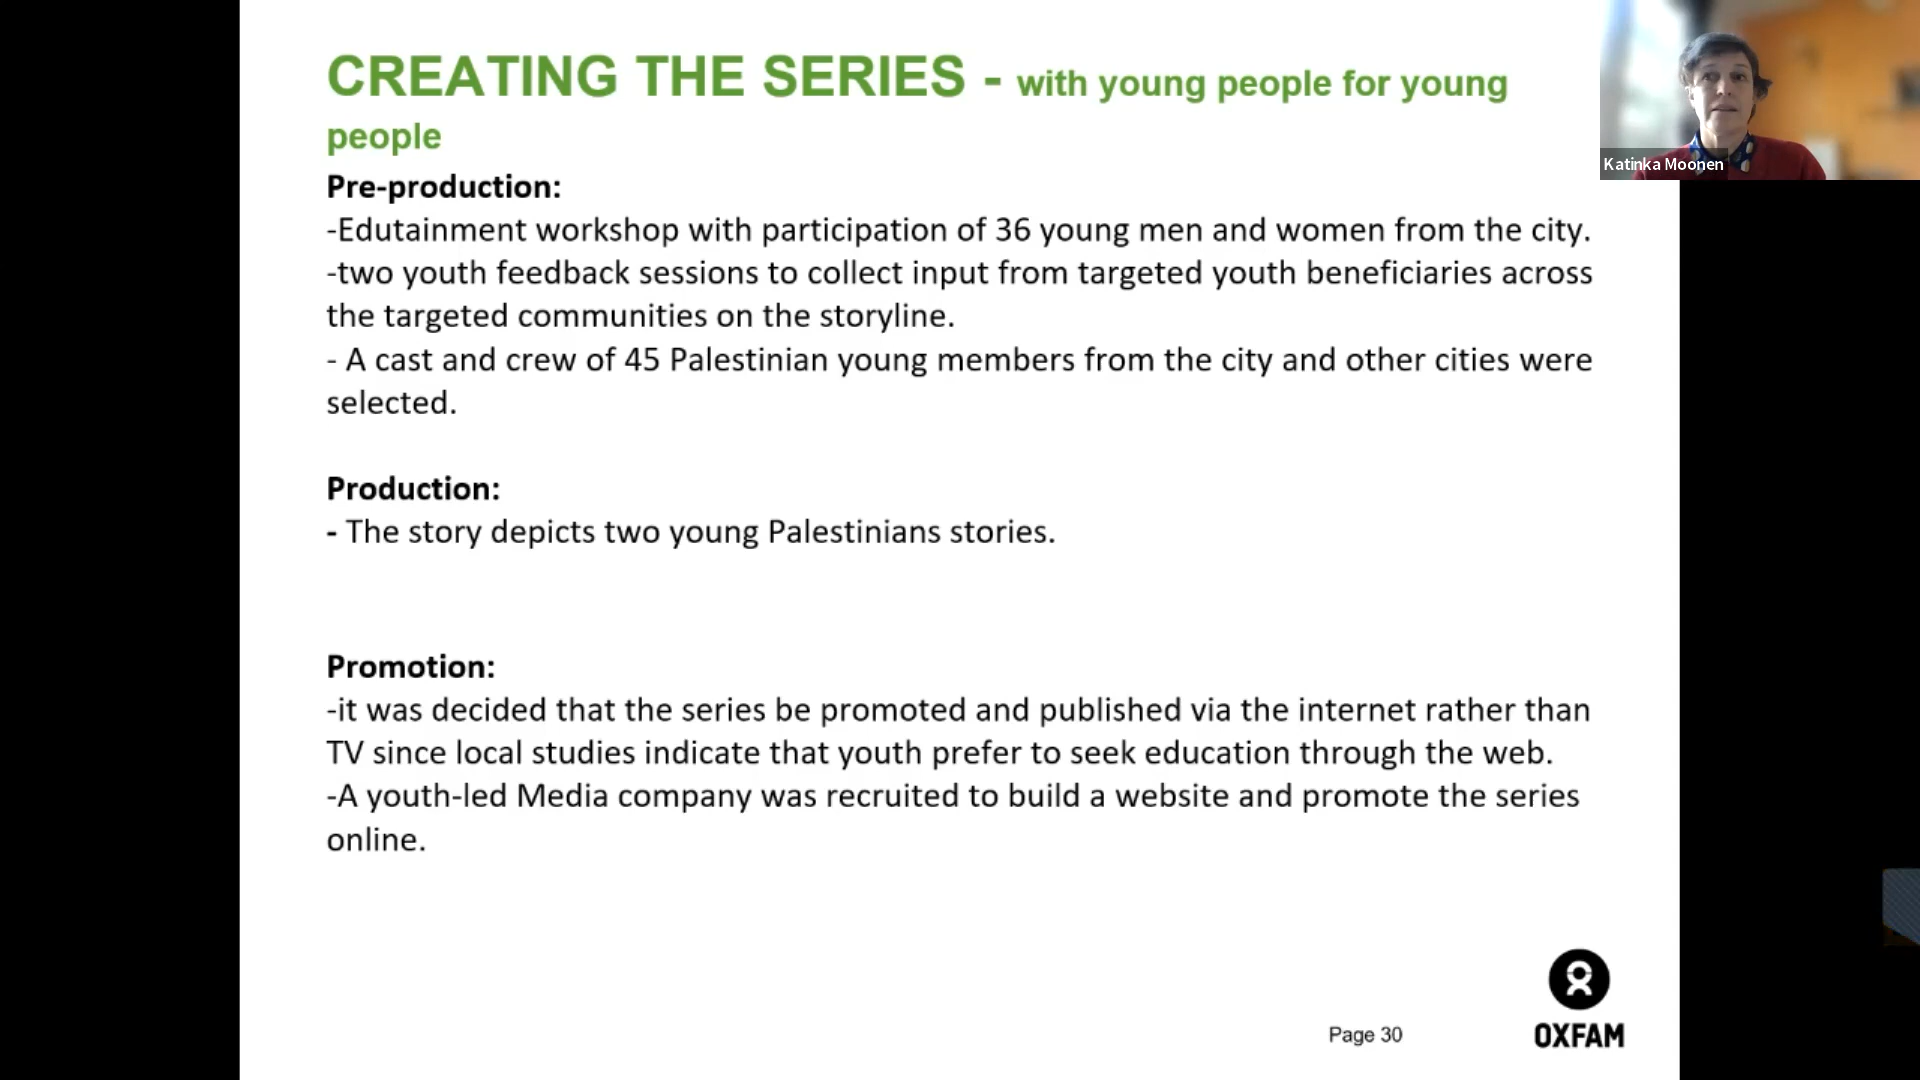 CREATING THE SERIES - with young people for young
people
Katinka Moonen
Pre-production:
-Edutainment workshop with participation of 36 young men and women from the city.
-two youth feedback sessions to collect input from targeted youth beneficiaries across
the targeted communities on the storyline.
- A cast and crew of 45 Palestinian young members from the city and other cities were
selected.
Production:
- The story depicts two young Palestinians stories.
Promotion:
-it was decided that the series be promoted and published via the internet rather than
TV since local studies indicate that youth prefer to seek education through the web.
-A youth-led Media company was recruited to build a website and promote the series
online.
Page 30
OXFAM